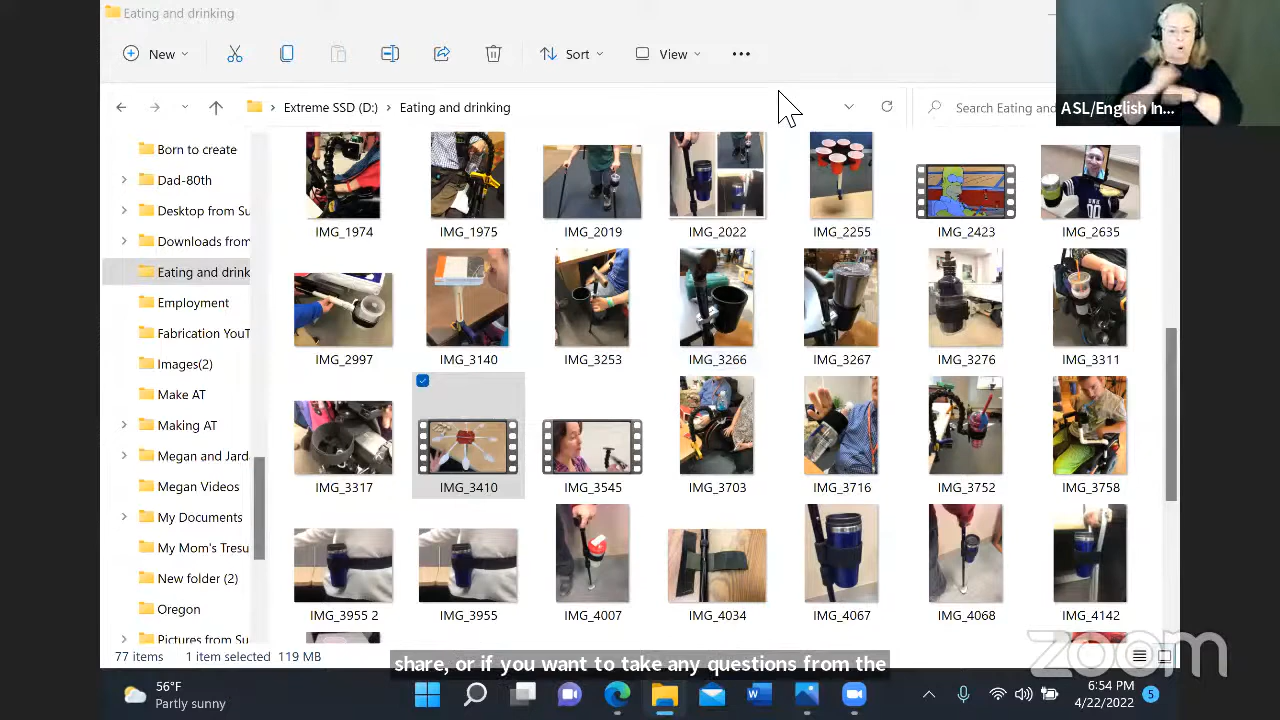 Eating and drinking
New
Sort
View
Extreme SSD (D:) > Eating and drinking
Search Eating and
ASL/English In...
Born to create
Dad-80th
Desktop from Su
Downloads from
Eating and drink
Employment
Fabrication YouT
Images(2)
Make AT
Making AT
Megan and Jarda
Megan Videos
My Documents
My Mom's Tresu
New folder (2)
Oregon
Pictures from Su
IMG_1974 IMG_1975 IMG_2019 IMG_2022 IMG_2255 IMG_2423 IMG_2635
IMG_2997 IMG_3140 IMG_3253 IMG_3266 IMG_3267 IMG_3276 IMG_3311
IMG_3317 IMG_3410 IMG_3545 IMG_3703 IMG_3716 IMG_3752 IMG_3758
IMG_3955 2 IMG_3955 IMG_4007 IMG_4034 IMG_4067 IMG_4068 IMG_4142
77 items 1 item selected 119 MB
share, or if you want to take any questions from the
zoom
56°F
Partly sunny
6:54 PM
4/22/2022
5